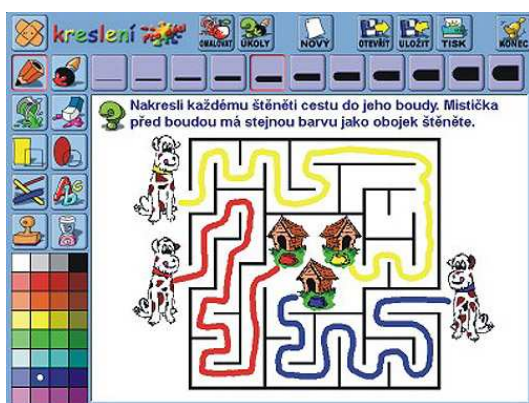 kreslení
OMALOVAT
ÚKOLY
NOVÝ
OTEVŘÍT
ULOŽIT
TISK
KONEC
Nakresli každému štěněti cestu do jeho boudy. Mistička
před boudou má stejnou barvu jako obojek štěněte.
Abc